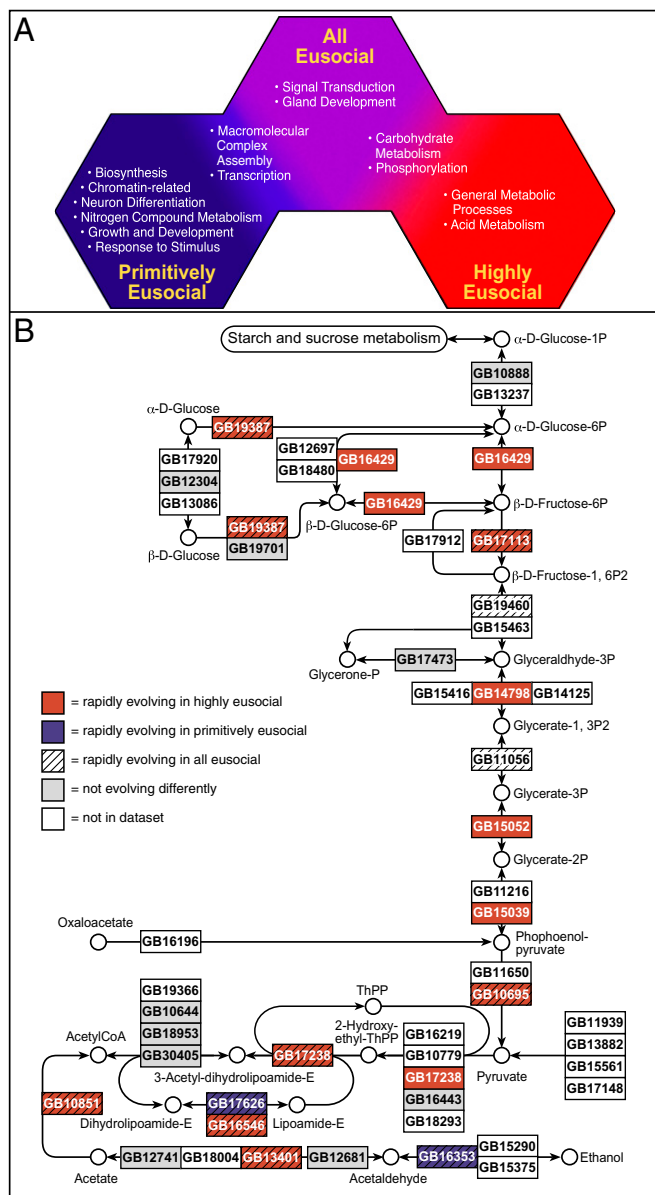 A
All
Eusocial
• Signal Transduction
• Gland Development
• Macromolecular
Complex
Assembly
• Transcription
• Carbohydrate
Metabolism
• Phosphorylation
• Biosynthesis
• Chromatin-related
• Neuron Differentiation
• Nitrogen Compound Metabolism
• Growth and Development
• Response to Stimulus
• General Metabolic
Processes
• Acid Metabolism
Primitively
Eusocial
Highly
Eusocial
B
Starch and sucrose metabolism
α-D-Glucose-1P
GB10888
GB13237
α-D-Glucose
GB19387
α-D-Glucose-6P
GB17920
GB12304
GB13086
GB12697
GB18480
GB16429
GB16429
GB19387
GB19701
β-D-Glucose
β-D-Glucose-6P
GB16429
β-D-Fructose-6P
GB17912
GB17113
β-D-Fructose-1, 6P2
GB19460
GB15463
Glycerone-P
GB17473
Glyceraldhyde-3P
GB15416
GB14798
GB14125
Glycerate-1, 3P2
GB11056
Glycerate-3P
GB15052
Glycerate-2P
GB11216
GB15039
= rapidly evolving in highly eusocial
= rapidly evolving in primitively eusocial
= rapidly evolving in all eusocial
= not evolving differently
= not in dataset
Oxaloacetate
GB16196
Phophoenol-
pyruvate
GB11650
GB10695
GB19366
GB10644
GB18953
GB30405
AcetylCoA
ThPP
2-Hydroxy-
ethyl-ThPP
GB17238
3-Acetyl-dihydrolipoamide-E
GB16219
GB10779
GB17238
GB16443
GB18293
Pyruvate
GB11939
GB13882
GB15561
GB17148
GB10851
Dihydrolipoamide-E
GB17626
GB16546
Lipoamide-E
Acetate
GB12741
GB18004
GB13401
GB12681
Acetaldehyde
GB16353
GB15290
GB15375
Ethanol